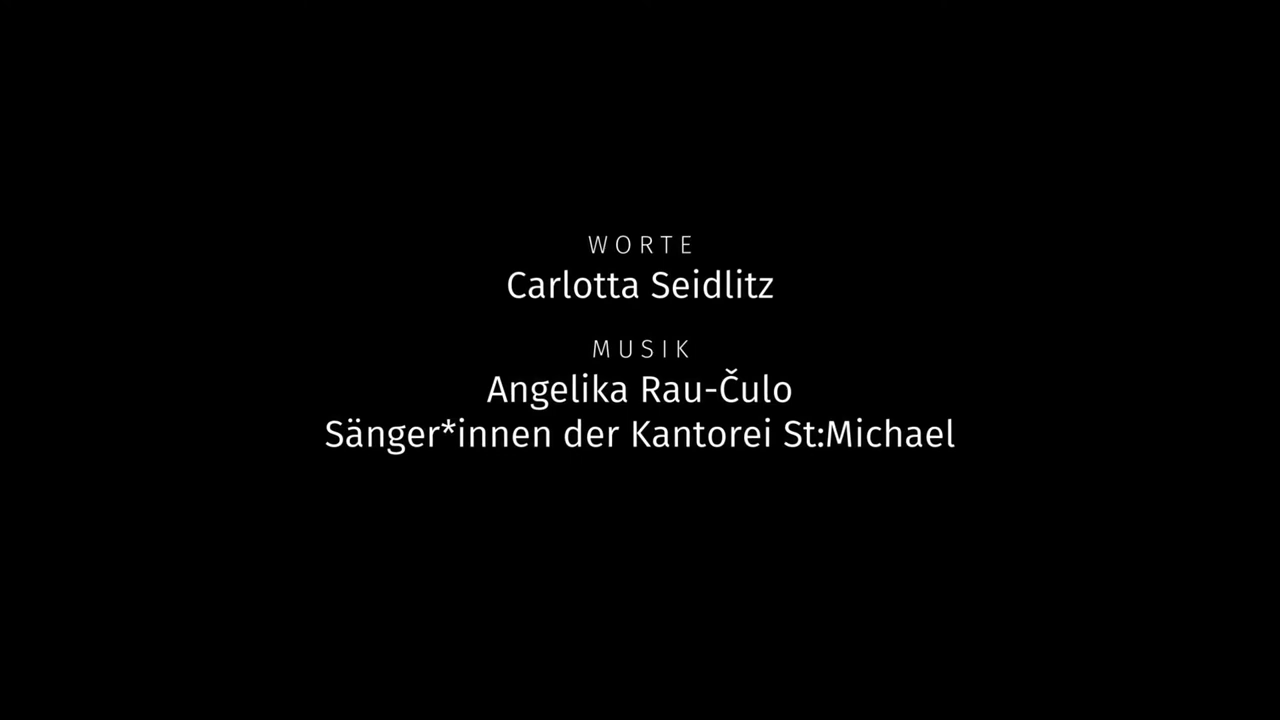 WORTE
Carlotta Seidlitz
MUSIK
Angelika Rau-Čulo
Sänger*innen der Kantorei St:Michael